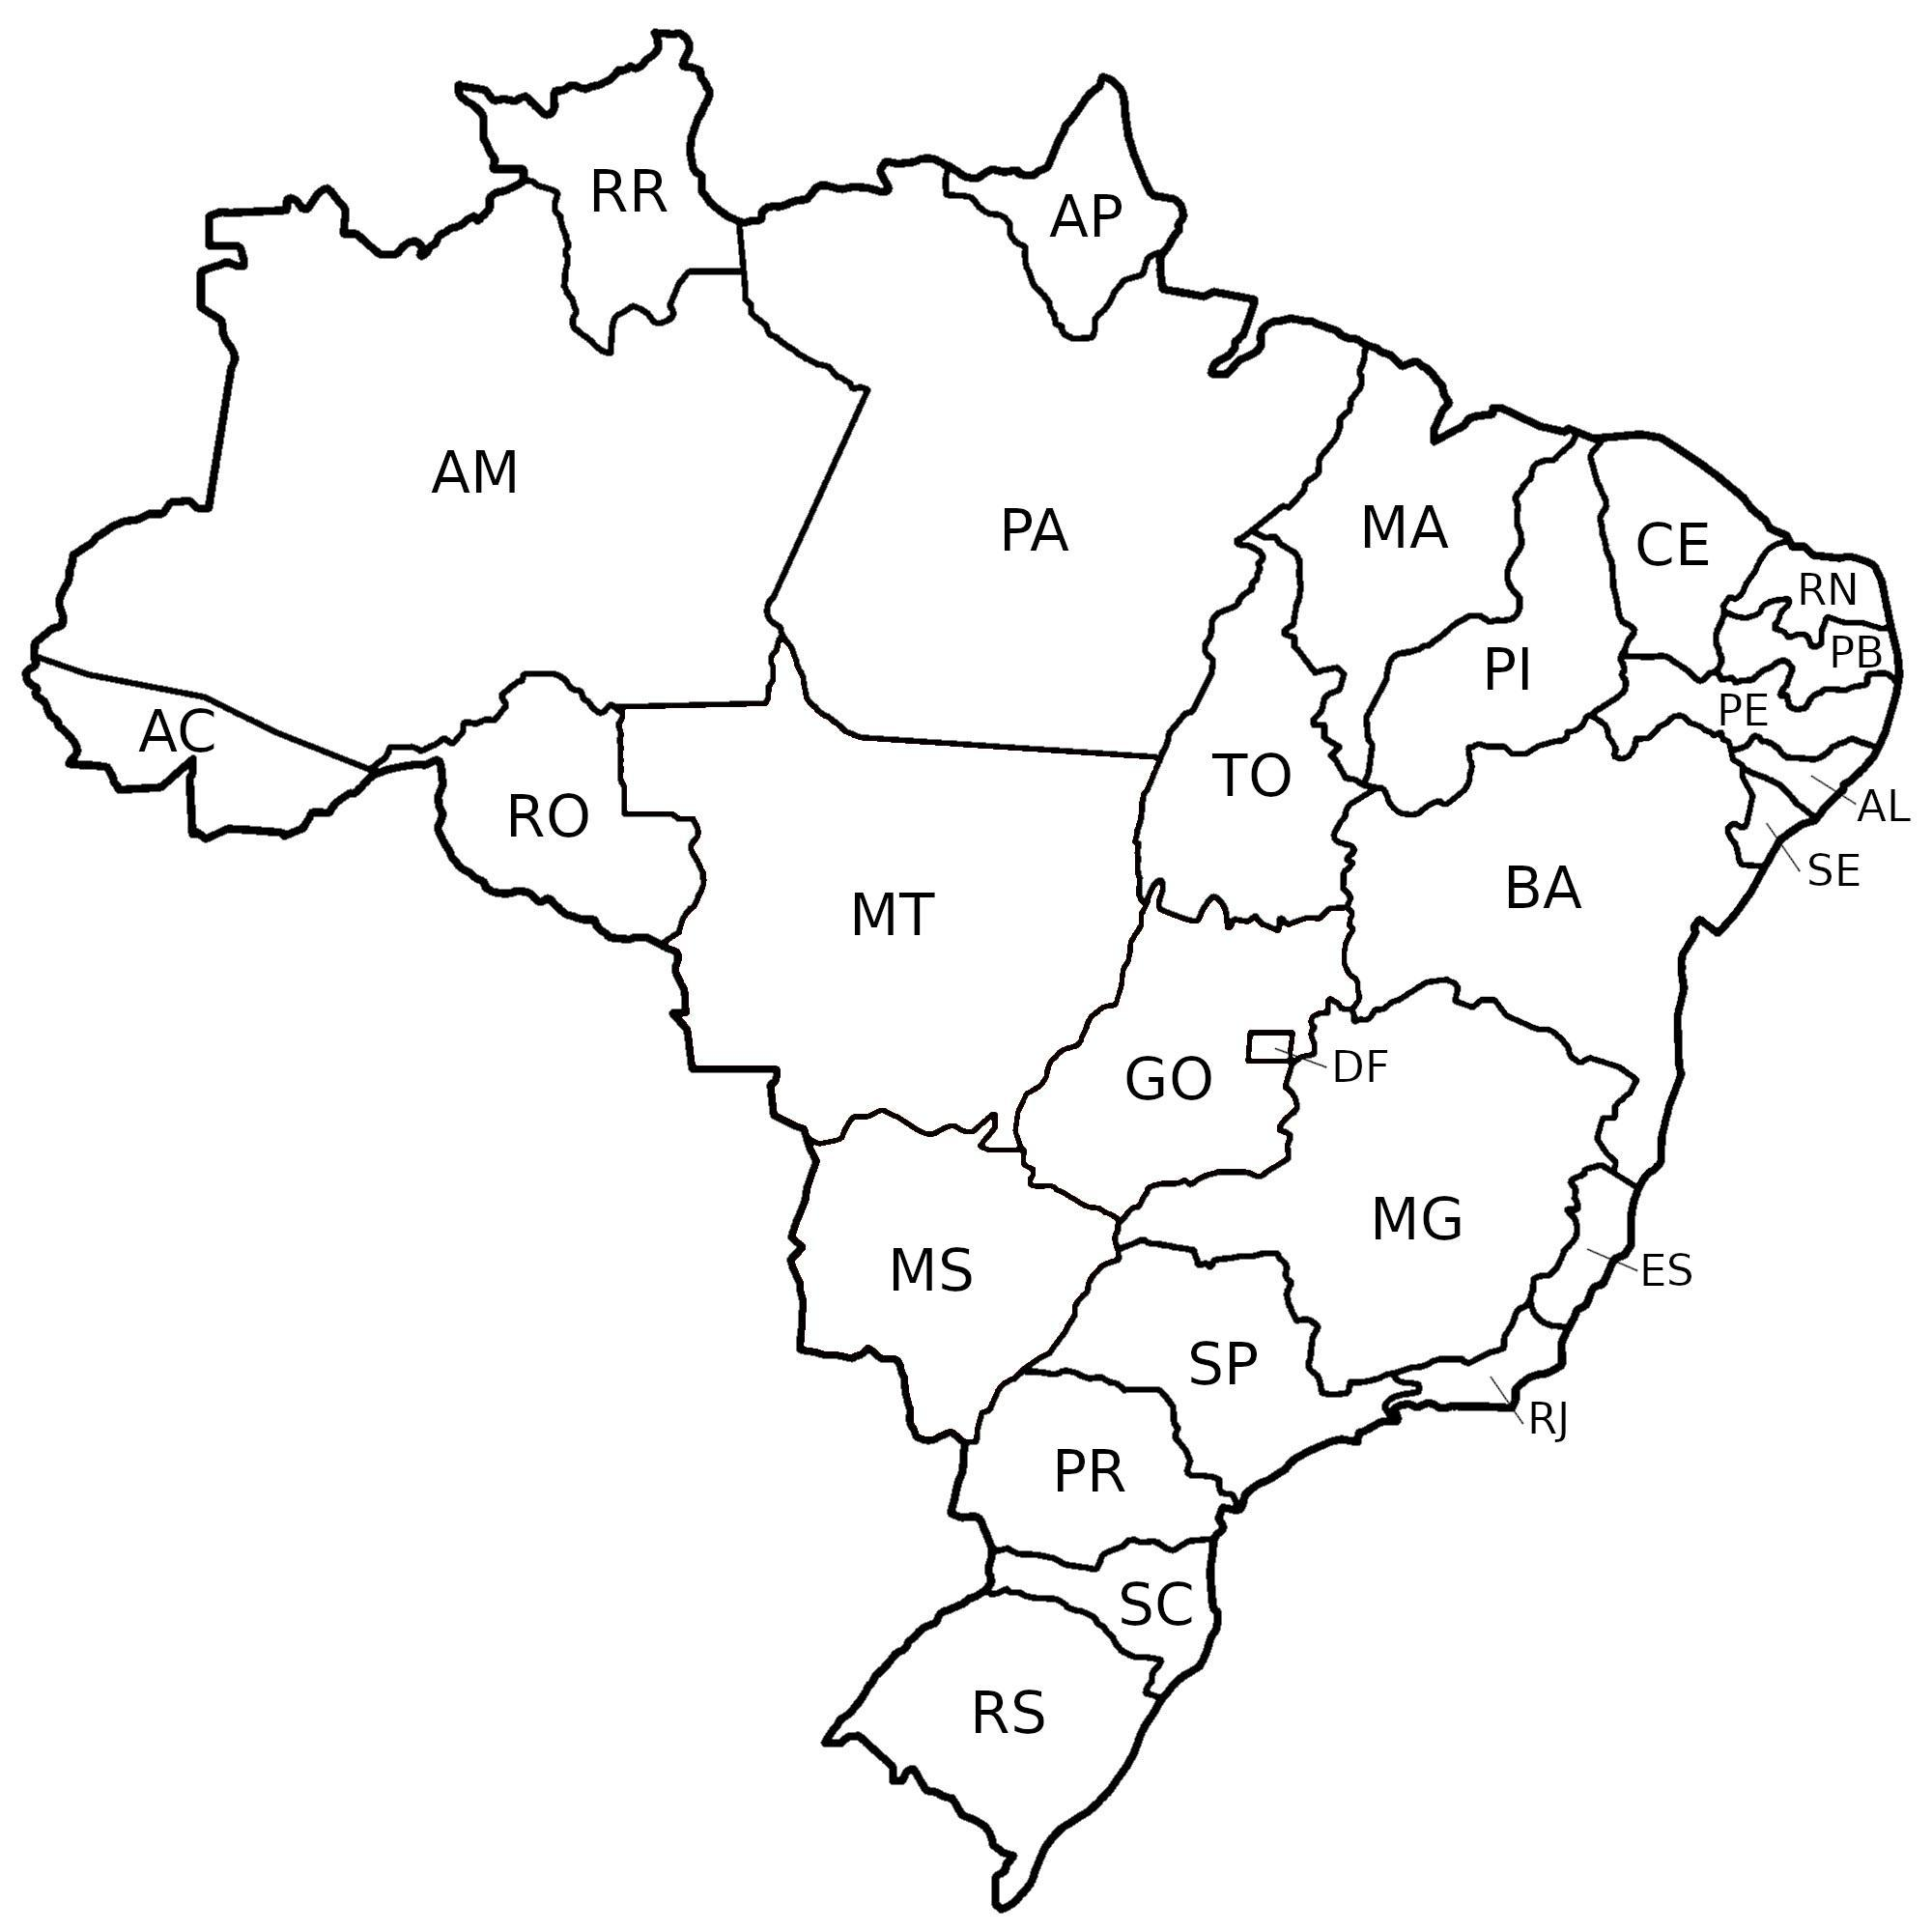 RR
AP
AM
PA
MA
CE
RN
PB
PI
PE
AC
TO
AL
RO
SE
BA
MT
DF
GO
MG
ES
MS
SP
RJ
PR
SC
RS